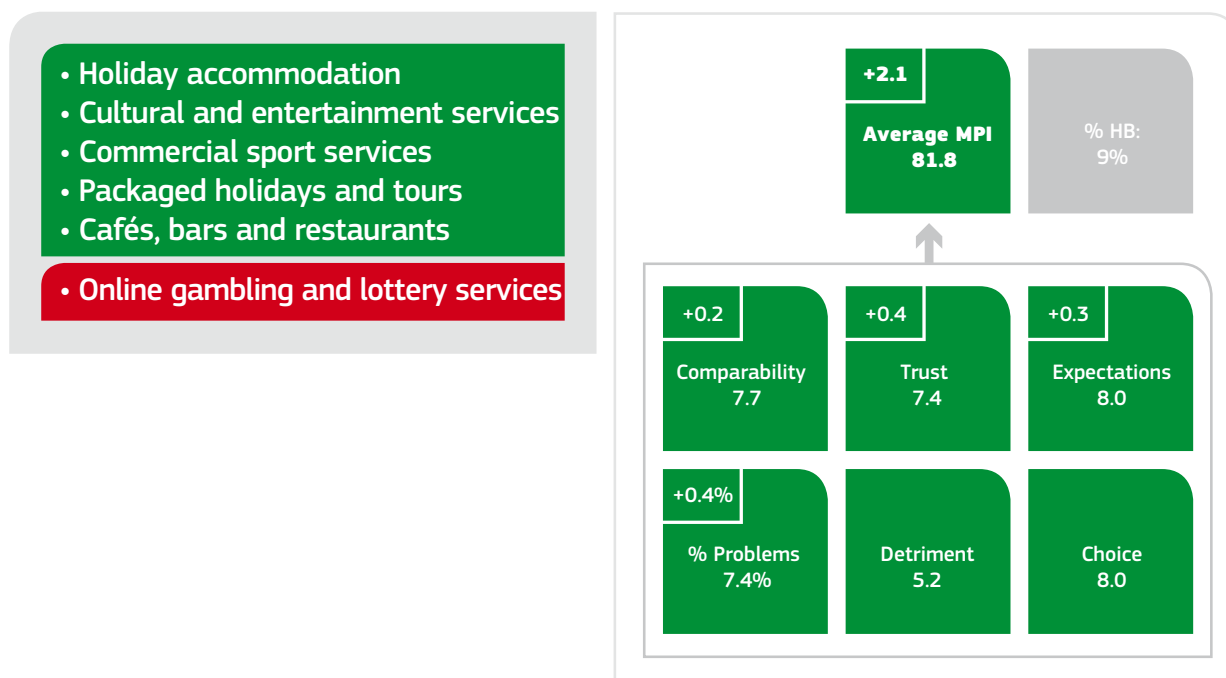 • Holiday accommodation
• Cultural and entertainment services
• Commercial sport services
• Packaged holidays and tours
• Cafés, bars and restaurants
• Online gambling and lottery services
+2.1
Average MPI
81.8
% HB:
9%
+0.2
Comparability
7.7
+0.4
Trust
7.4
+0.3
Expectations
8.0
+0.4%
% Problems
7.4%
Detriment
5.2
Choice
8.0